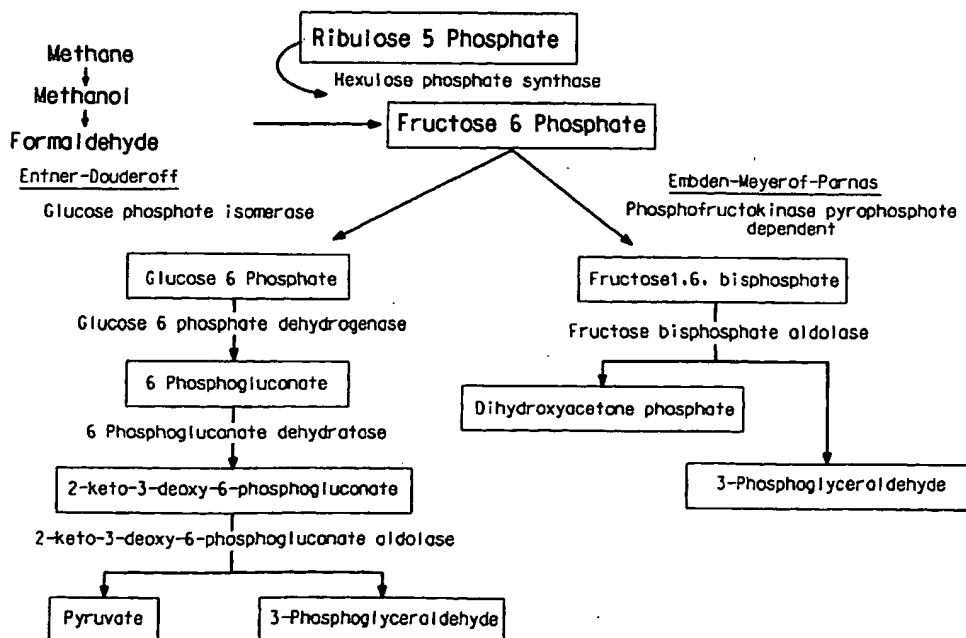 Ribulose 5 Phosphate
Methane
Hexulose phosphate synthase
Methanol
Fructose 6 Phosphate
Formaldehyde
Entner-Douderoff
Embden-Meyerof-Parnas
Glucose phosphate isomerase
Phosphofructokinase pyrophosphate
dependent
Glucose 6 Phosphate
Fructose1.6. bisphosphate
Glucose 6 phosphate dehydrogenase
Fructose bisphosphate aldolase
6 Phosphogluconate
Dihydroxyacetone phosphate
6 Phosphogluconate dehydratase
2-keto-3-deoxy-6-phosphogluconate
3-Phosphoglyceraldehyde
2-keto-3-deoxy-6-phosphogluconate aldolase
Pyruvate
3-Phosphoglyceraldehyde